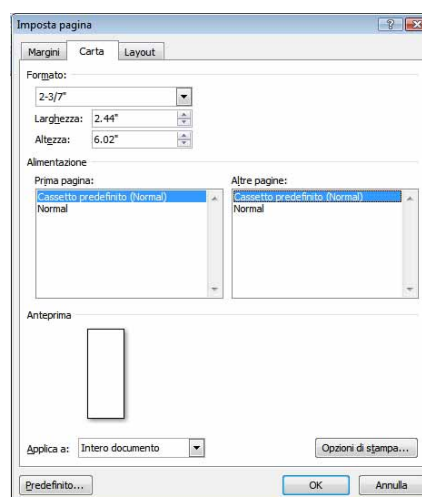 Imposta pagina
Margini Carta Layout
Formato:
2-3/7"
Larghezza: 2.44"
Altezza: 6.02"
Alimentazione
Prima pagina: Altre pagine:
Cassetto predefinito (Normal) Cassetto predefinito (Normal)
Normal Normal
Anteprima
Applica a: Intero documento Opzioni di stampa...
Predefinito... OK Annulla